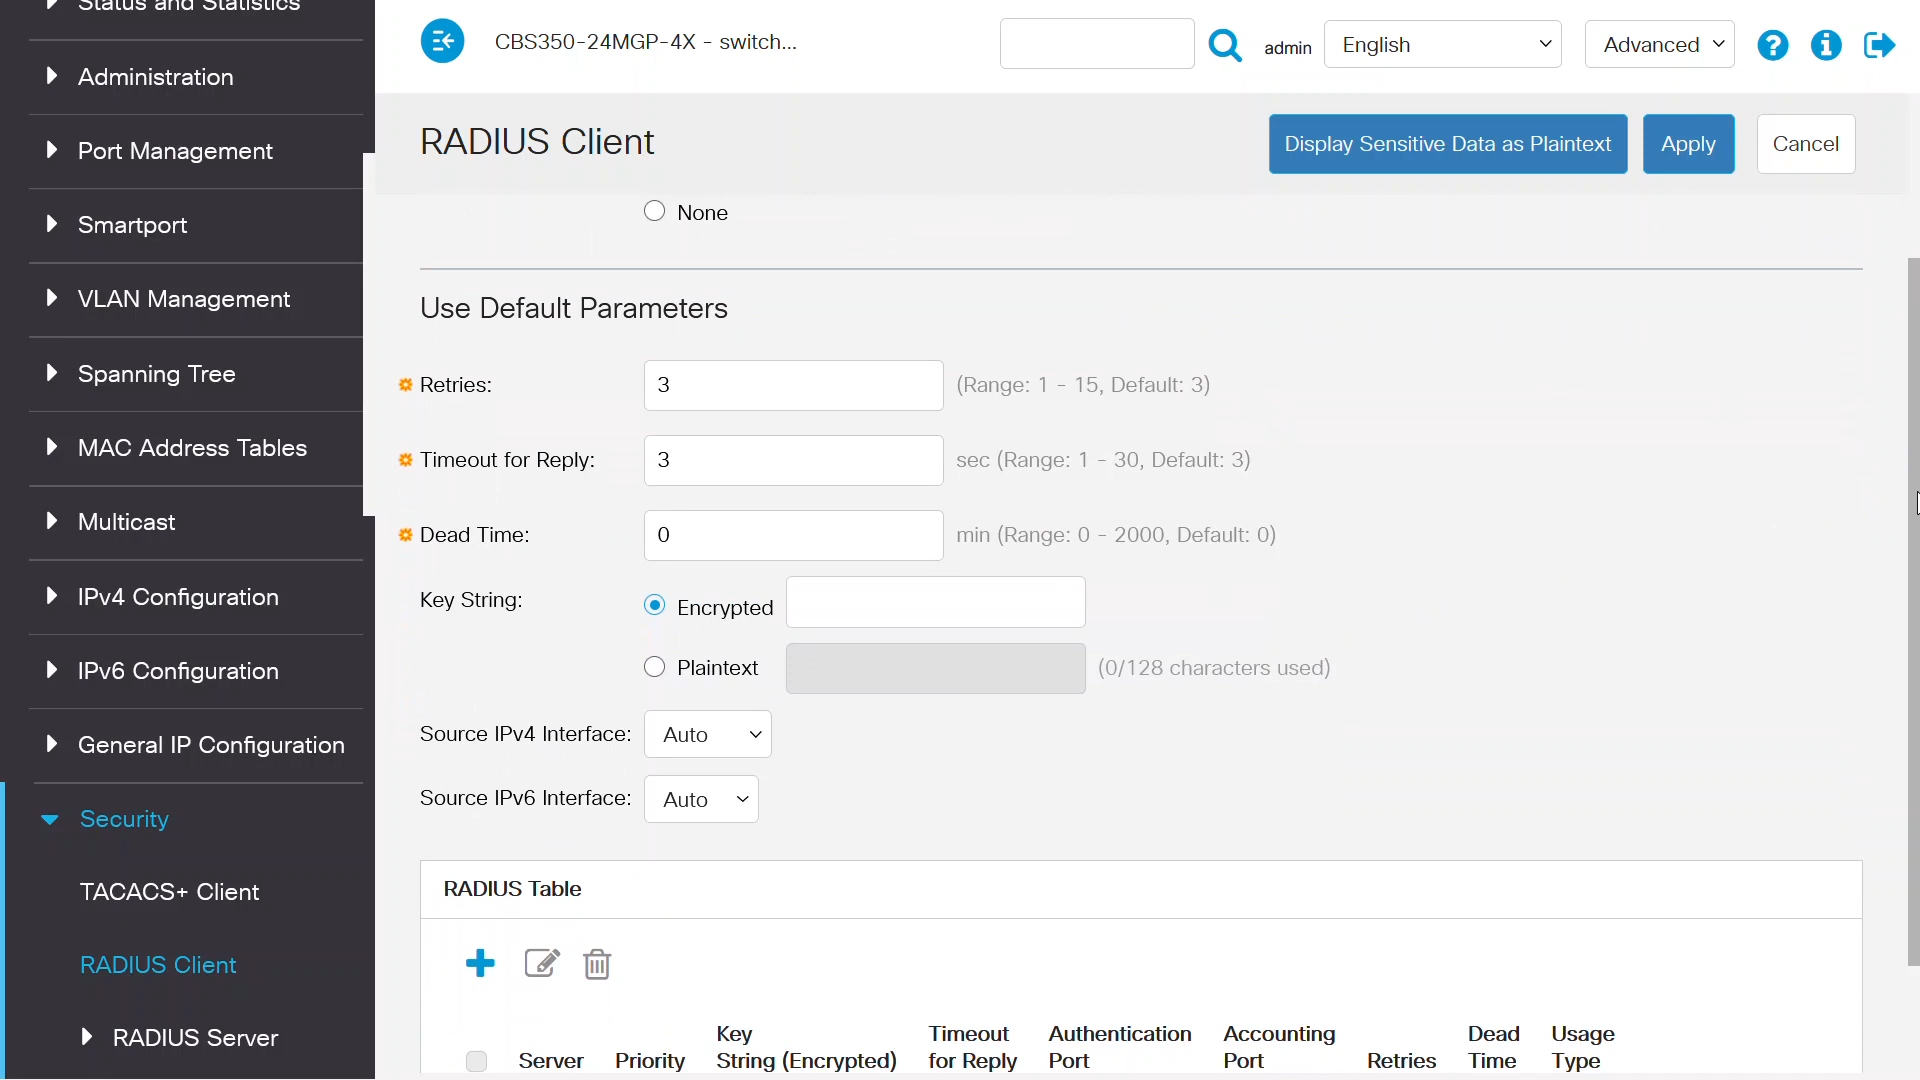 Status and Statistics
Administration
Port Management
Smartport
VLAN Management
Spanning Tree
MAC Address Tables
Multicast
IPv4 Configuration
IPv6 Configuration
General IP Configuration
Security
TACACS+ Client
RADIUS Client
RADIUS Server
CBS350-24MGP-4X - switch...
admin
English
Advanced
RADIUS Client
Display Sensitive Data as Plaintext
Apply
Cancel
None
Use Default Parameters
Retries: 3 (Range: 1 - 15, Default: 3)
Timeout for Reply: 3 sec (Range: 1 - 30, Default: 3)
Dead Time: 0 min (Range: 0 - 2000, Default: 0)
Key String: Encrypted
Plaintext (0/128 characters used)
Source IPv4 Interface: Auto
Source IPv6 Interface: Auto
RADIUS Table
Key Timeout Authentication Accounting Dead Usage
Server Priority String (Encrypted) for Reply Port Port Retries Time Type